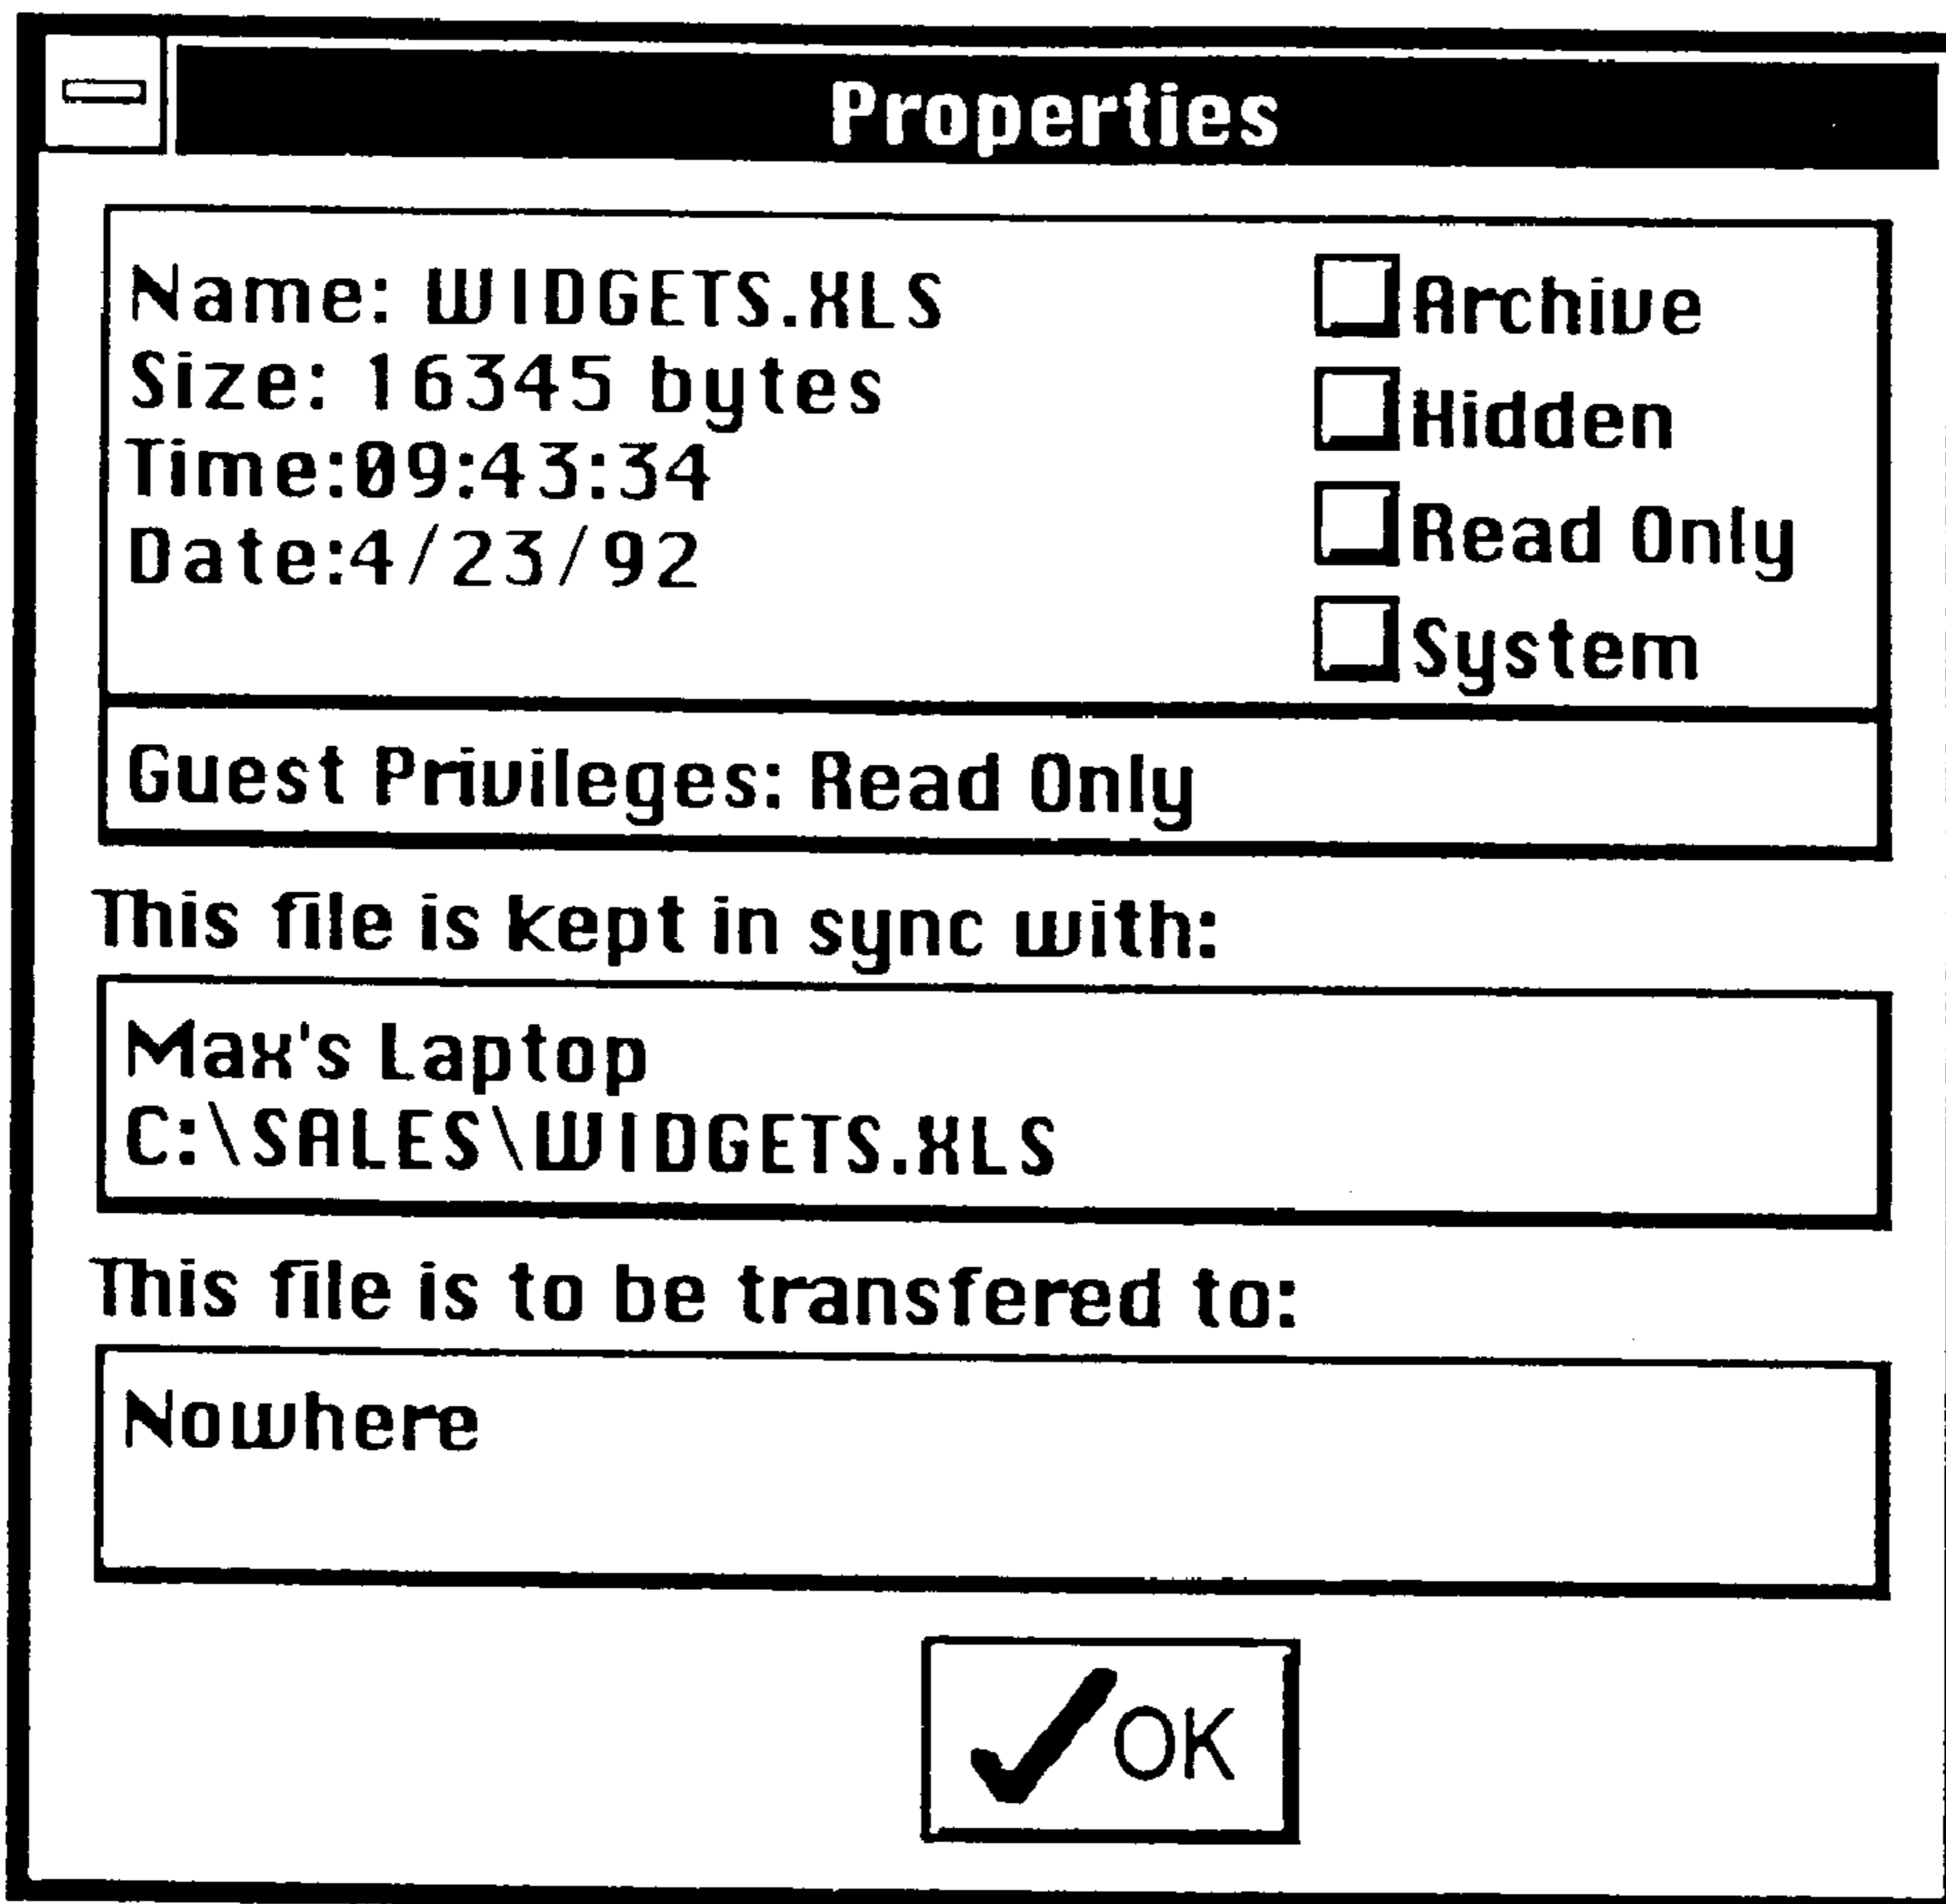 Properties
Name: WIDGETS.XLS
Size: 16345 bytes
Time:09:43:34
Date:4/23/92
Archive
Hidden
Read Only
System
Guest Privileges: Read Only
This file is kept in sync with:
Max's Laptop
C:\SALES\WIDGETS.XLS
This file is to be transfered to:
Nowhere
OK